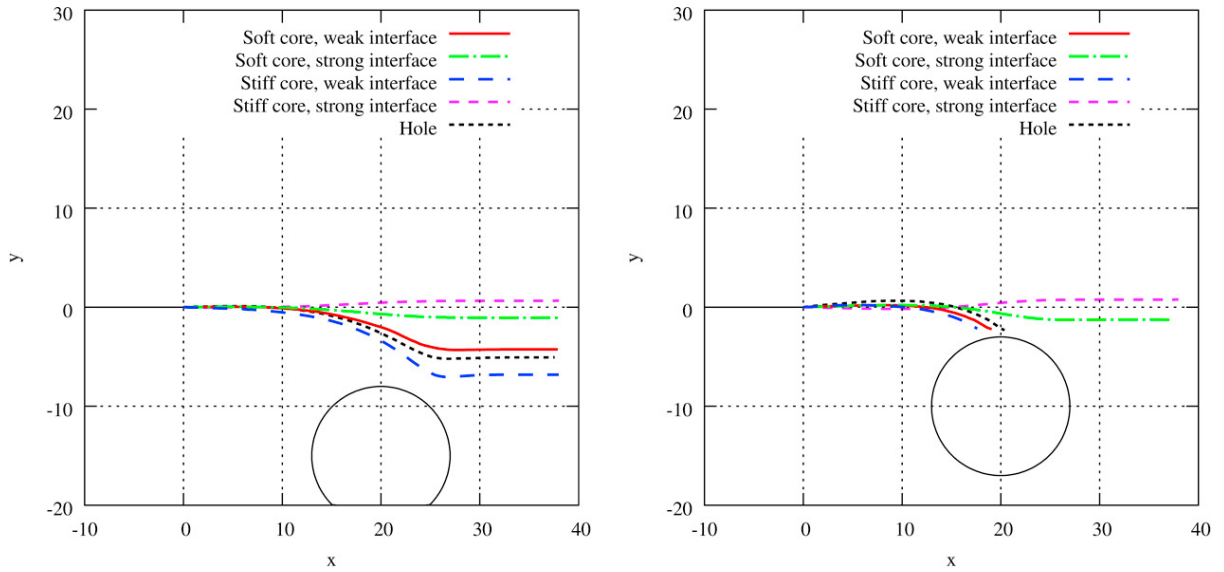 30
Soft core, weak interface
Soft core, strong interface
Stiff core, weak interface
Stiff core, strong interface
Hole
20
10
y
0
-10
-20
-10 0 10 20 30 40
x
30
Soft core, weak interface
Soft core, strong interface
Stiff core, weak interface
Stiff core, strong interface
Hole
20
10
y
0
-10
-20
-10 0 10 20 30 40
x